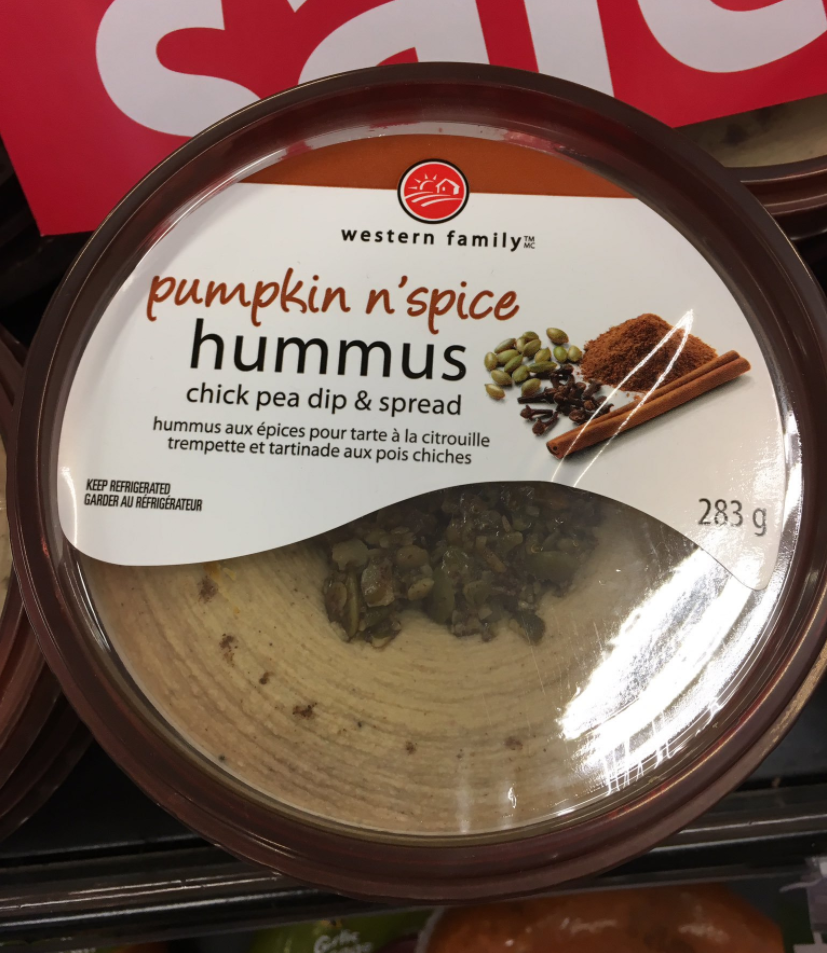 western family™
MC
pumpkin n'spice
hummus
chick pea dip & spread
hummus aux épices pour tarte à la citrouille
trempette et tartinade aux pois chiches
KEEP REFRIGERATED
GARDER AU RÉFRIGÉRATEUR
283 g
Garlic